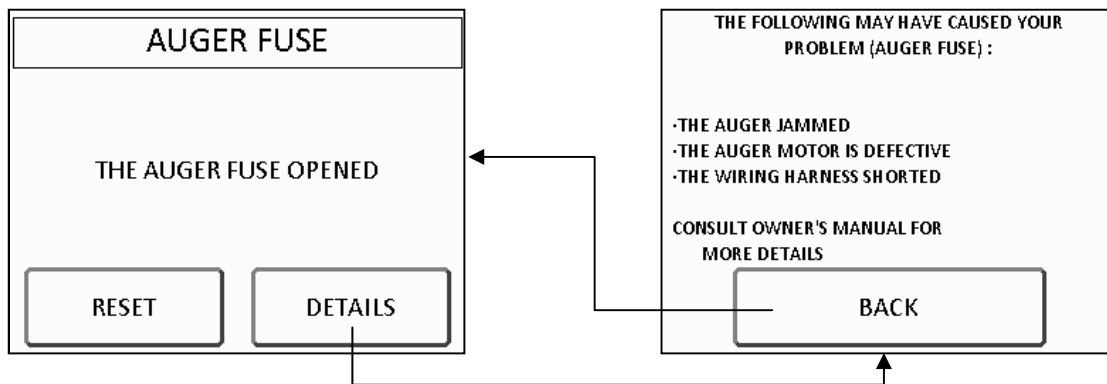 AUGER FUSE
THE AUGER FUSE OPENED
RESET
DETAILS
THE FOLLOWING MAY HAVE CAUSED YOUR
PROBLEM (AUGER FUSE) :
·THE AUGER JAMMED
·THE AUGER MOTOR IS DEFECTIVE
·THE WIRING HARNESS SHORTED
CONSULT OWNER'S MANUAL FOR
MORE DETAILS
BACK